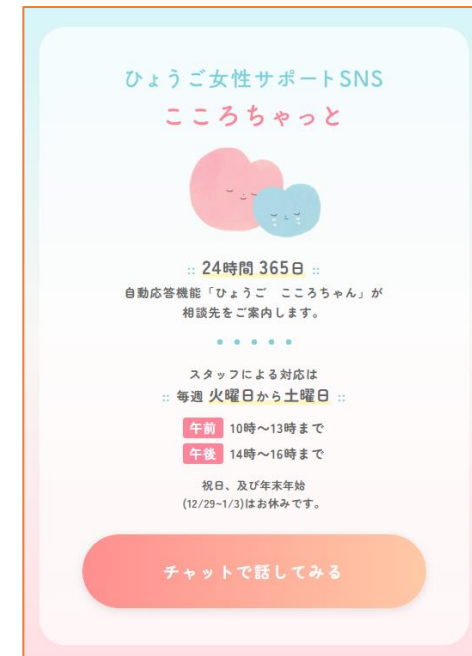 ひょうご女性サポートSNS
こころちゃっと
24時間 365日
自動応答機能「ひょうご　こころちゃん」が
相談先をご案内します。
スタッフによる対応は
毎週 火曜日から土曜日
午前 10時〜13時まで
午後 14時〜16時まで
祝日、及び年末年始
(12/29~1/3)はお休みです。
チャットで話してみる